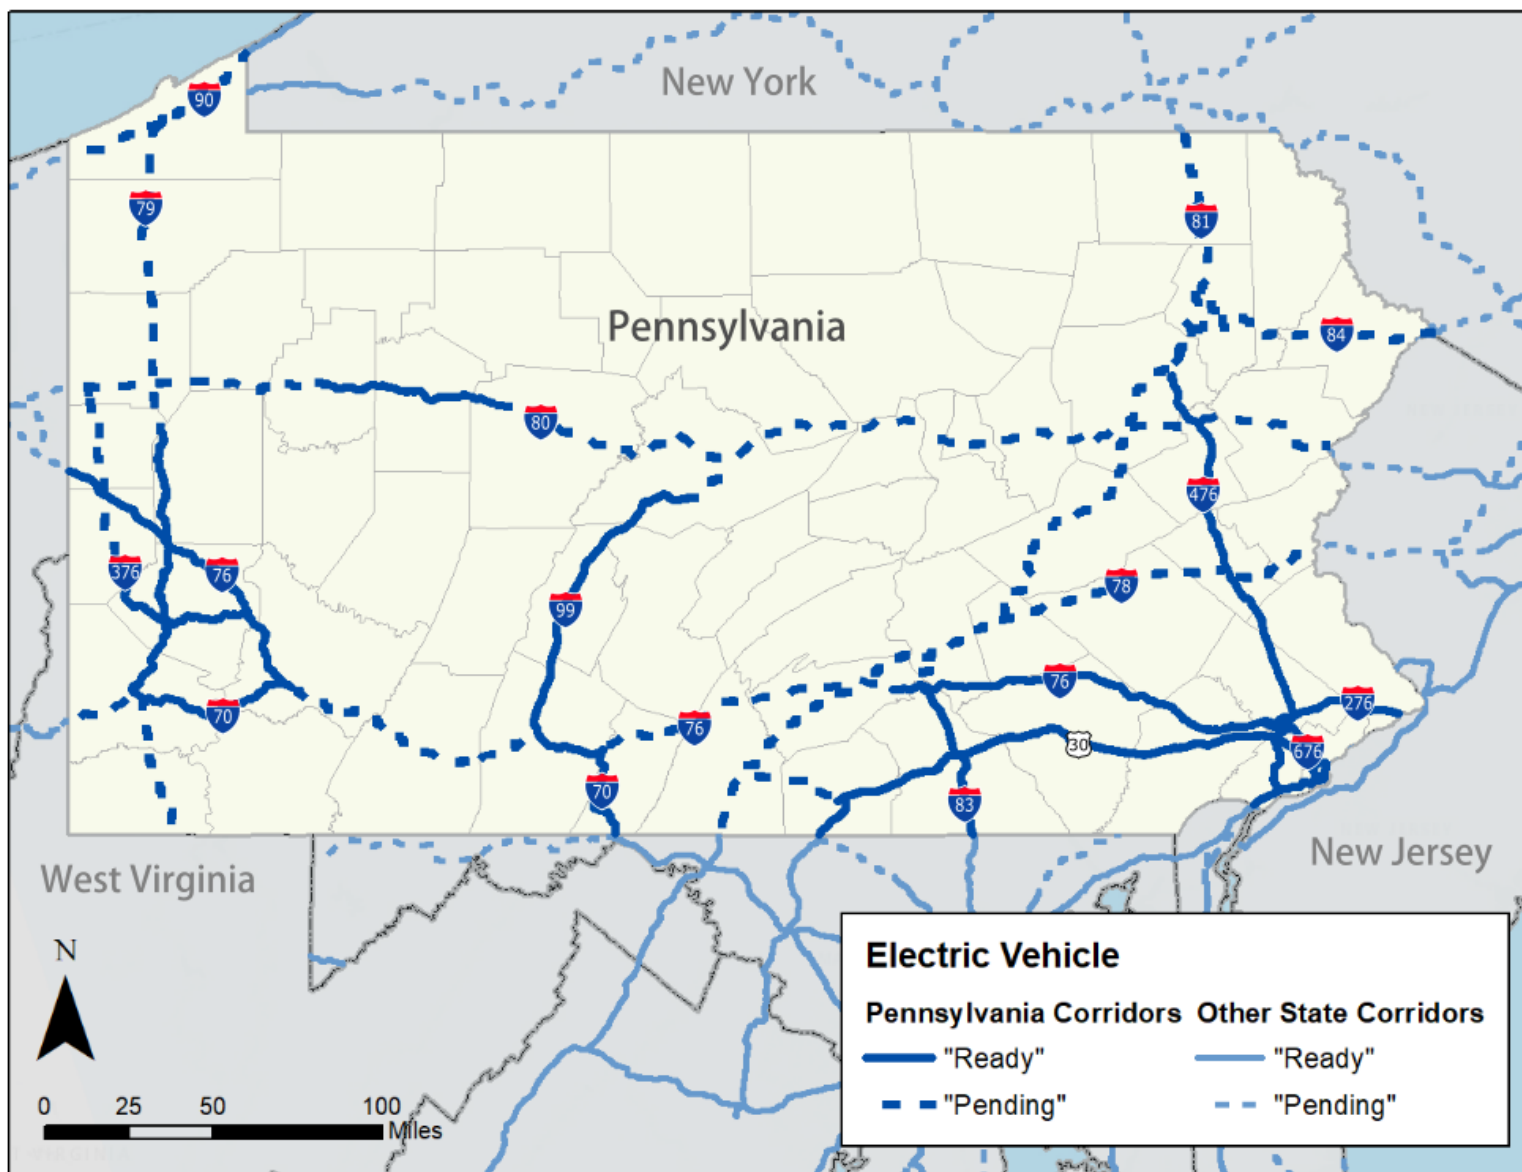 New York
90
79
81
Pennsylvania
84
80
476
376
76
78
99
76
276
70
76
30
676
70
83
West Virginia
New Jersey
N
0 25 50 100
Miles
Electric Vehicle
Pennsylvania Corridors Other State Corridors
"Ready" "Ready"
"Pending" "Pending"